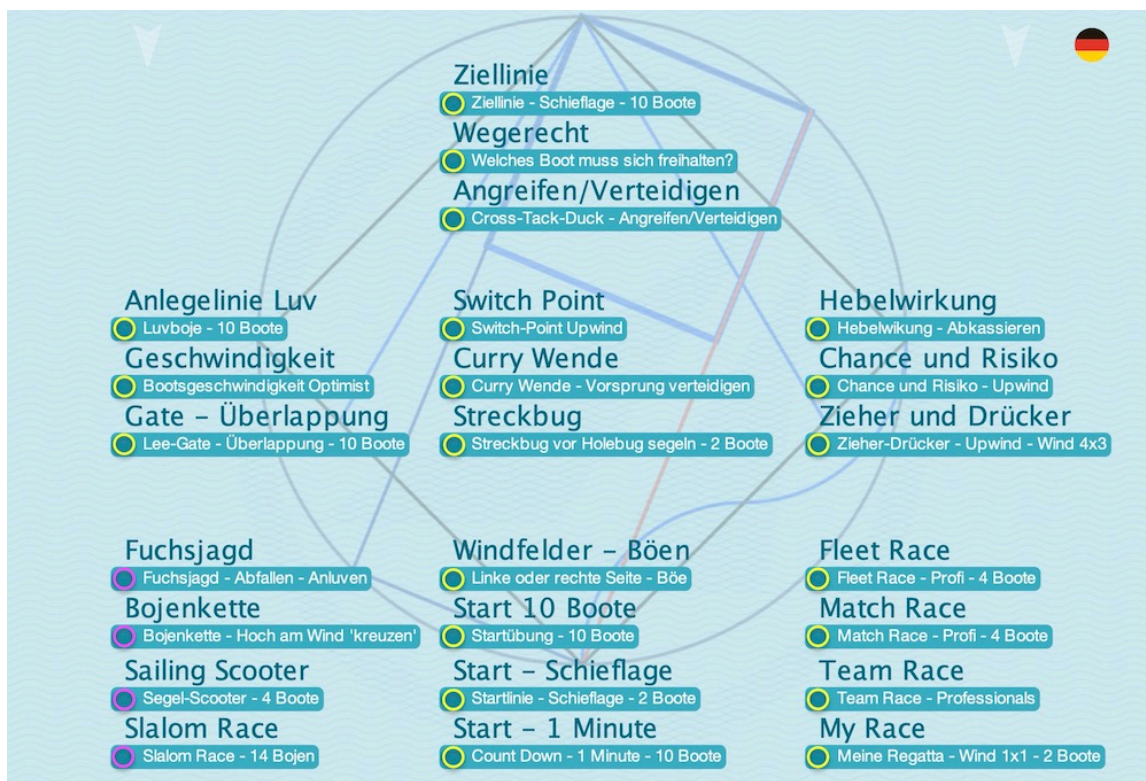 Ziellinie
Ziellinie - Schieflage - 10 Boote
Wegerecht
Welches Boot muss sich freihalten?
Angreifen/Verteidigen
Cross-Tack-Duck - Angreifen/Verteidigen
Anlegelinie Luv
Luvboje - 10 Boote
Geschwindigkeit
Bootsgeschwindigkeit Optimist
Gate – Überlappung
Lee-Gate - Überlappung - 10 Boote
Switch Point
Switch-Point Upwind
Curry Wende
Curry Wende - Vorsprung verteidigen
Streckbug
Streckbug vor Holebug segeln - 2 Boote
Hebelwirkung
Hebelwikung - Abkassieren
Chance und Risiko
Chance und Risiko - Upwind
Zieher und Drücker
Zieher-Drücker - Upwind - Wind 4x3
Fuchsjagd
Fuchsjagd - Abfallen - Anluven
Bojenkette
Bojenkette - Hoch am Wind 'kreuzen'
Sailing Scooter
Segel-Scooter - 4 Boote
Slalom Race
Slalom Race - 14 Bojen
Windfelder – Böen
Linke oder rechte Seite - Böe
Start 10 Boote
Startübung - 10 Boote
Start – Schieflage
Startlinie - Schieflage - 2 Boote
Start – 1 Minute
Count Down - 1 Minute - 10 Boote
Fleet Race
Fleet Race - Profi - 4 Boote
Match Race
Match Race - Profi - 4 Boote
Team Race
Team Race - Professionals
My Race
Meine Regatta - Wind 1x1 - 2 Boote